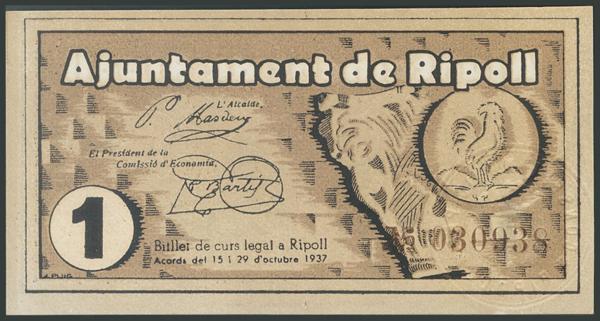 Ajuntament de Ripoll
L'Alcalde,
El President de la
Comissió d'Economia,
1
Bitllet de curs legal a Ripoll
Acords del 15 i 29 d'octubre 1937
030938